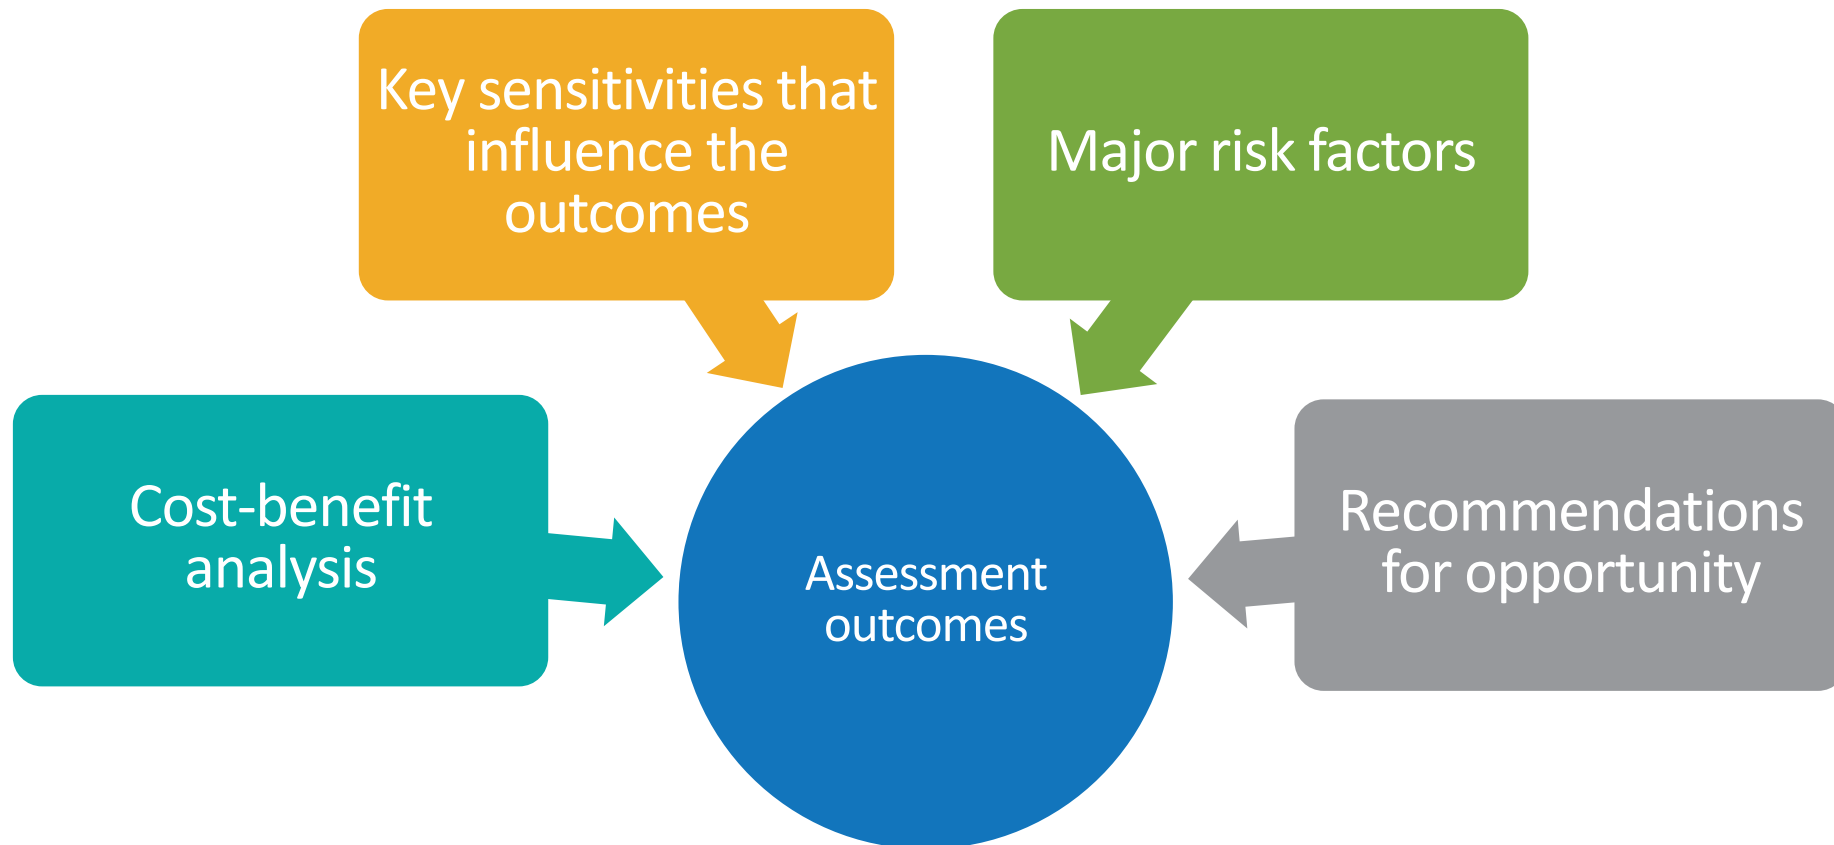 Key sensitivities that
influence the
outcomes
Major risk factors
Cost-benefit
analysis
Assessment
outcomes
Recommendations
for opportunity